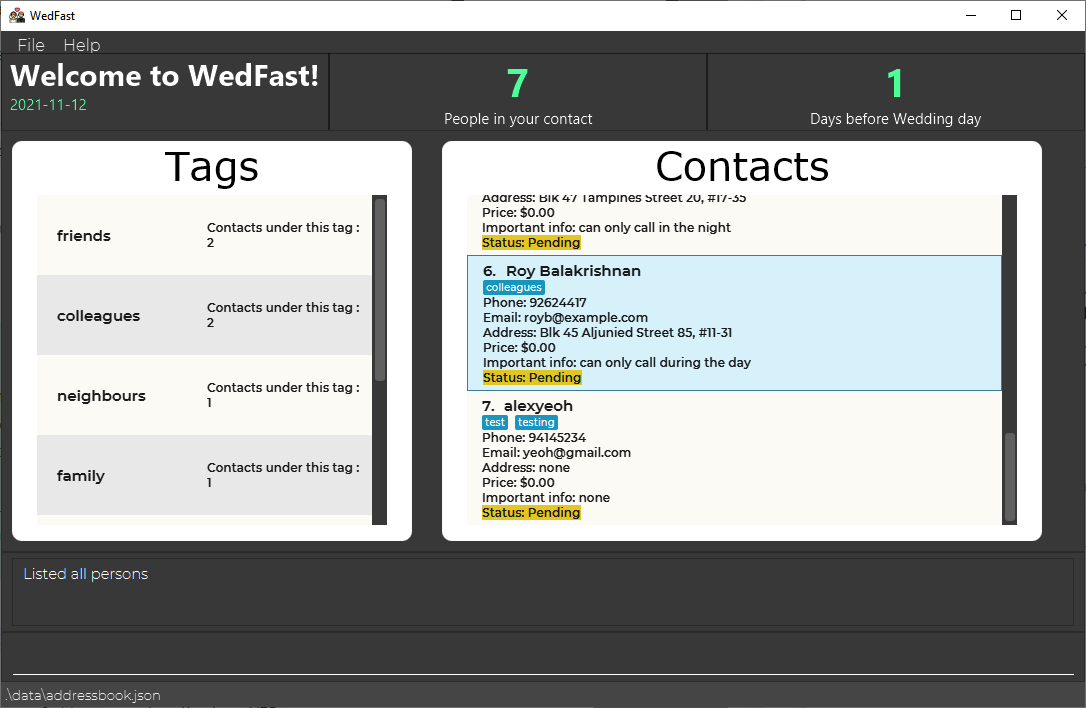 WedFast
File Help
Welcome to WedFast!
2021-11-12
7
People in your contact
1
Days before Wedding day
Tags
friends
Contacts under this tag :
2
colleagues
Contacts under this tag :
2
neighbours
Contacts under this tag :
1
family
Contacts under this tag :
1
Contacts
Address: Blk 47 Tampines Street 20, #17-35
Price: $0.00
Important info: can only call in the night
Status: Pending
6. Roy Balakrishnan
colleagues
Phone: 92624417
Email: royb@example.com
Address: Blk 45 Aljunied Street 85, #11-31
Price: $0.00
Important info: can only call during the day
Status: Pending
7. alexyeoh
test testing
Phone: 94145234
Email: yeoh@gmail.com
Address: none
Price: $0.00
Important info: none
Status: Pending
Listed all persons
.\data\addressbook.json